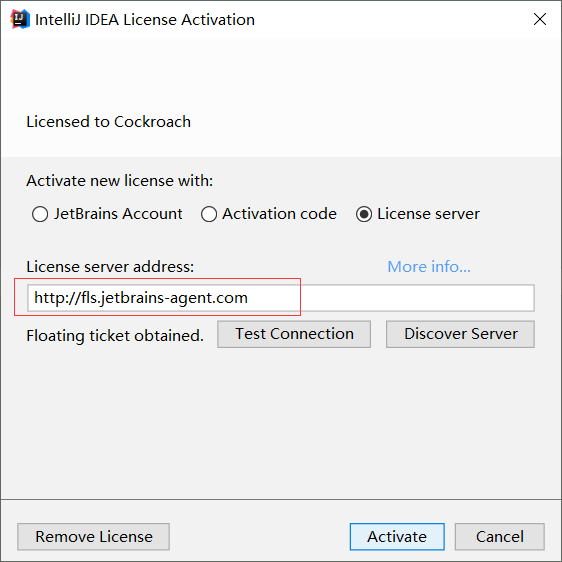 IntelliJ IDEA License Activation
Licensed to Cockroach
Activate new license with:
JetBrains Account Activation code License server
License server address: More info...
http://fls.jetbrains-agent.com
Floating ticket obtained. Test Connection Discover Server
Remove License Activate Cancel